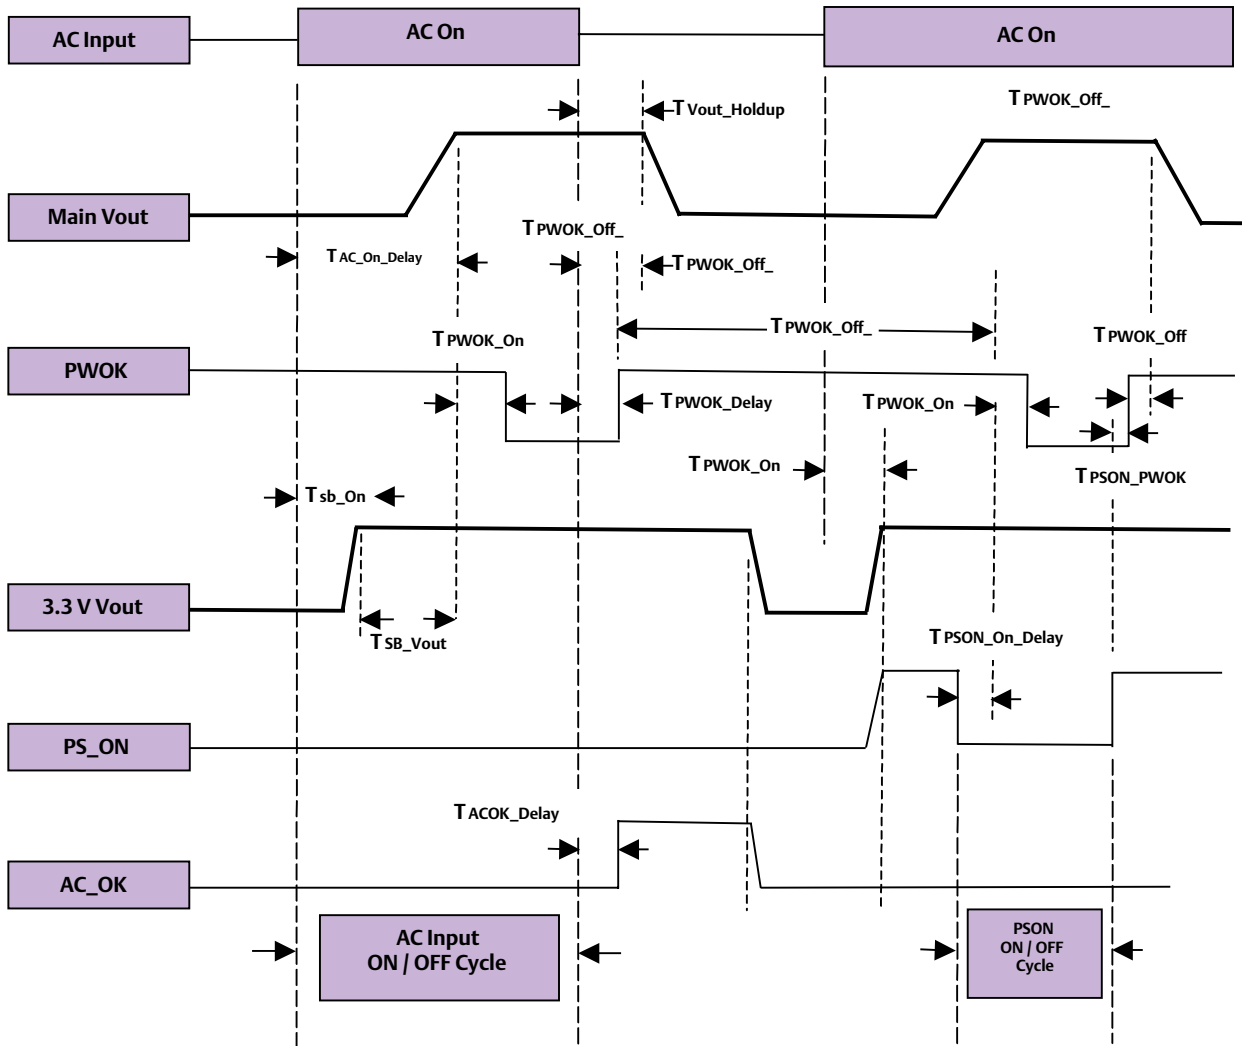 AC Input
AC On
AC On
T Vout_Holdup
T PWOK_Off_
Main Vout
T PWOK_Off_
T AC_On_Delay
T PWOK_Off_
T PWOK_On
T PWOK_Off_
T PWOK_Off
PWOK
T PWOK_Delay
T PWOK_On
T PWOK_On
T PSON_PWOK
T sb_On
3.3 V Vout
T SB_Vout
T PSON_On_Delay
PS_ON
T ACOK_Delay
AC_OK
AC Input
ON / OFF Cycle
PSON
ON / OFF
Cycle